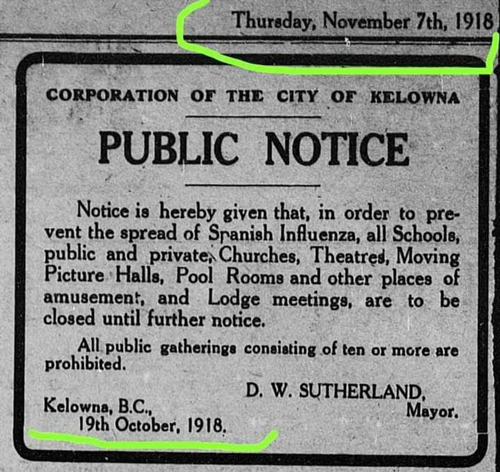 Thursday, November 7th, 1918
CORPORATION OF THE CITY OF KELOWNA
PUBLIC NOTICE
Notice is hereby given that, in order to pre-
vent the spread of Spanish Influenza, all Schools,
public and private, Churches, Theatres, Moving
Picture Halls, Pool Rooms and other places of
amusement, and Lodge meetings, are to be
closed until further notice.
All public gatherings consisting of ten or more are
prohibited.
D. W. SUTHERLAND,
Mayor.
Kelowna, B.C.,
19th October, 1918.